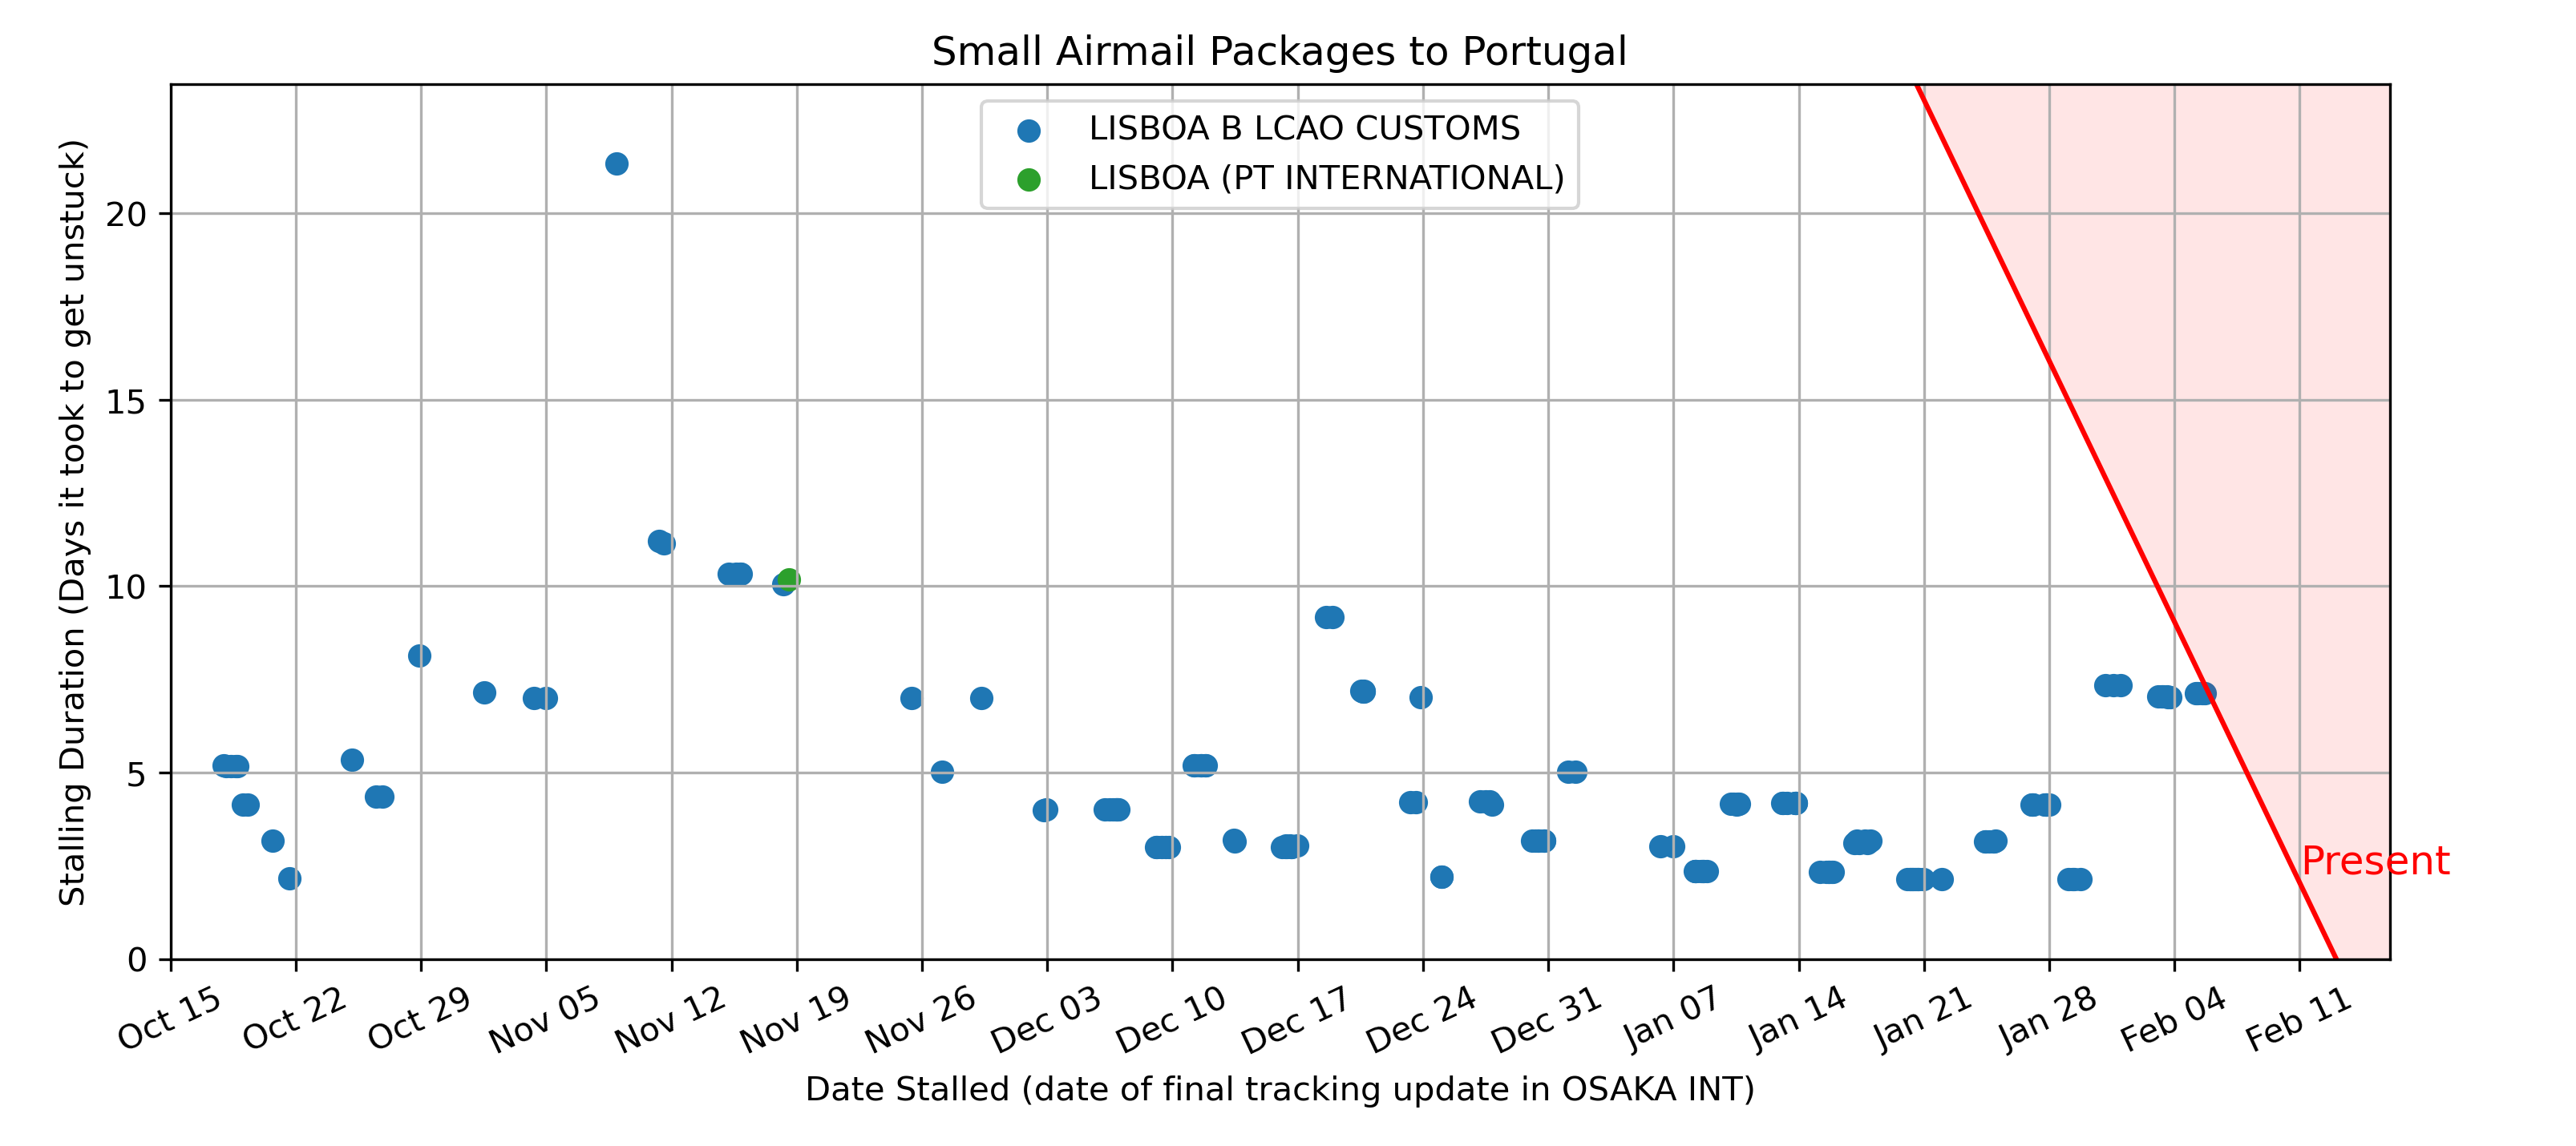 Small Airmail Packages to Portugal
LISBOA B LCAO CUSTOMS
LISBOA (PT INTERNATIONAL)
Stalling Duration (Days it took to get unstuck)
20
15
10
5
0
Present
Oct 15
Oct 22
Oct 29
Nov 05
Nov 12
Nov 19
Nov 26
Dec 03
Dec 10
Dec 17
Dec 24
Dec 31
Jan 07
Jan 14
Jan 21
Jan 28
Feb 04
Feb 11
Date Stalled (date of final tracking update in OSAKA INT)